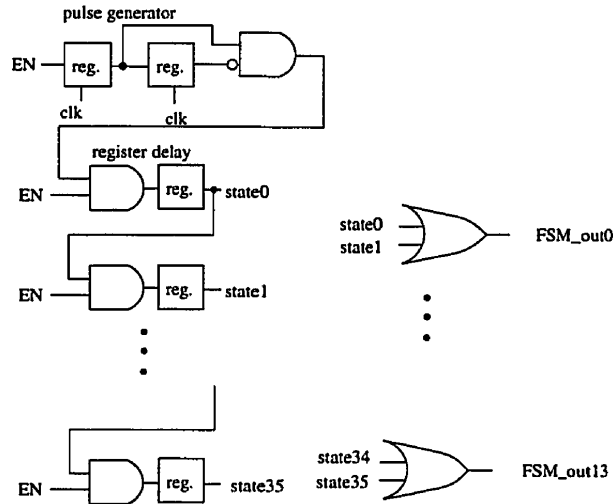 pulse generator
EN
reg.
reg.
clk
clk
register delay
EN
reg.
state0
state0
state1
FSM_out0
EN
reg.
state1
EN
reg.
state35
state34
state35
FSM_out13